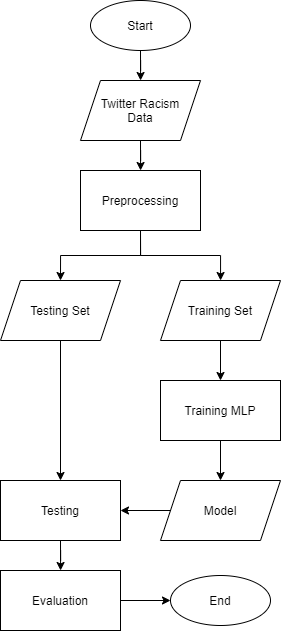 Start
Twitter Racism
Data
Preprocessing
Testing Set
Training Set
Training MLP
Testing
Model
Evaluation
End